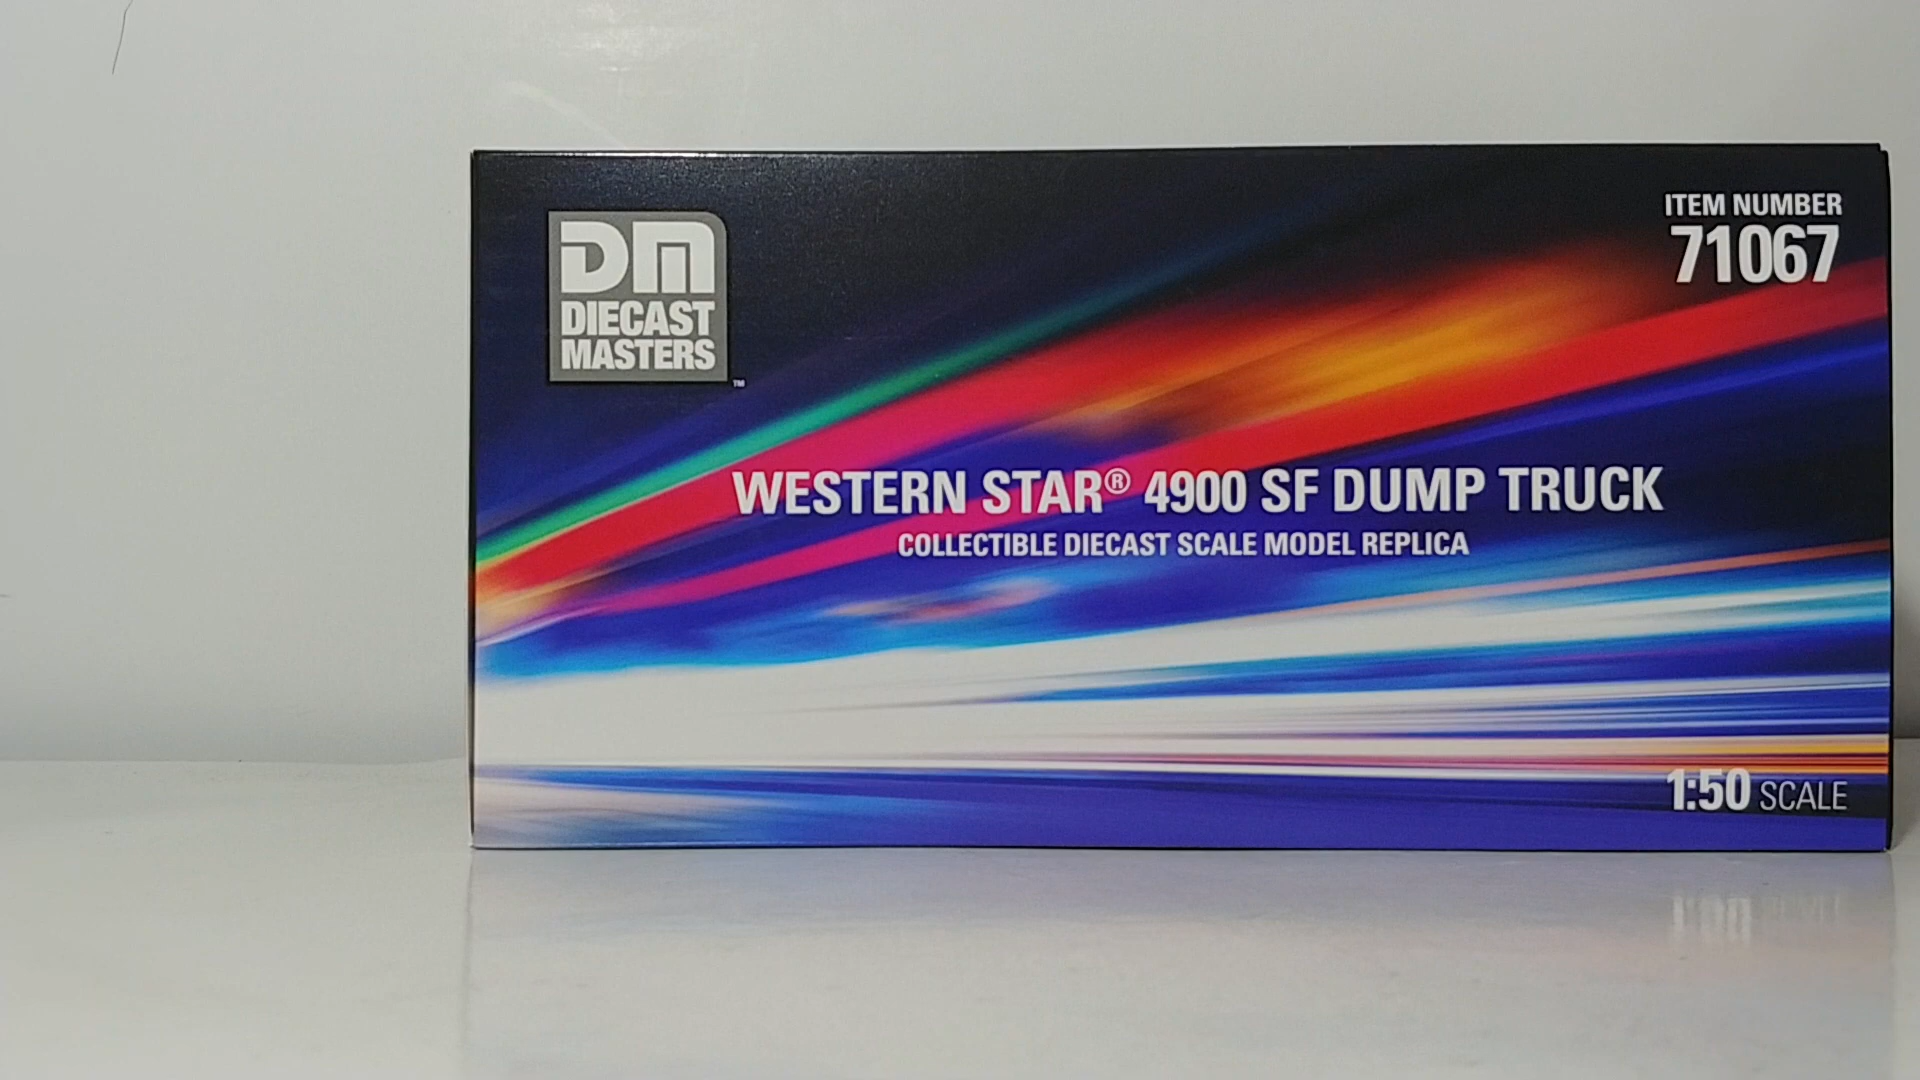 DM
DIECAST
MASTERS
™
ITEM NUMBER
71067
WESTERN STAR® 4900 SF DUMP TRUCK
COLLECTIBLE DIECAST SCALE MODEL REPLICA
1:50 SCALE